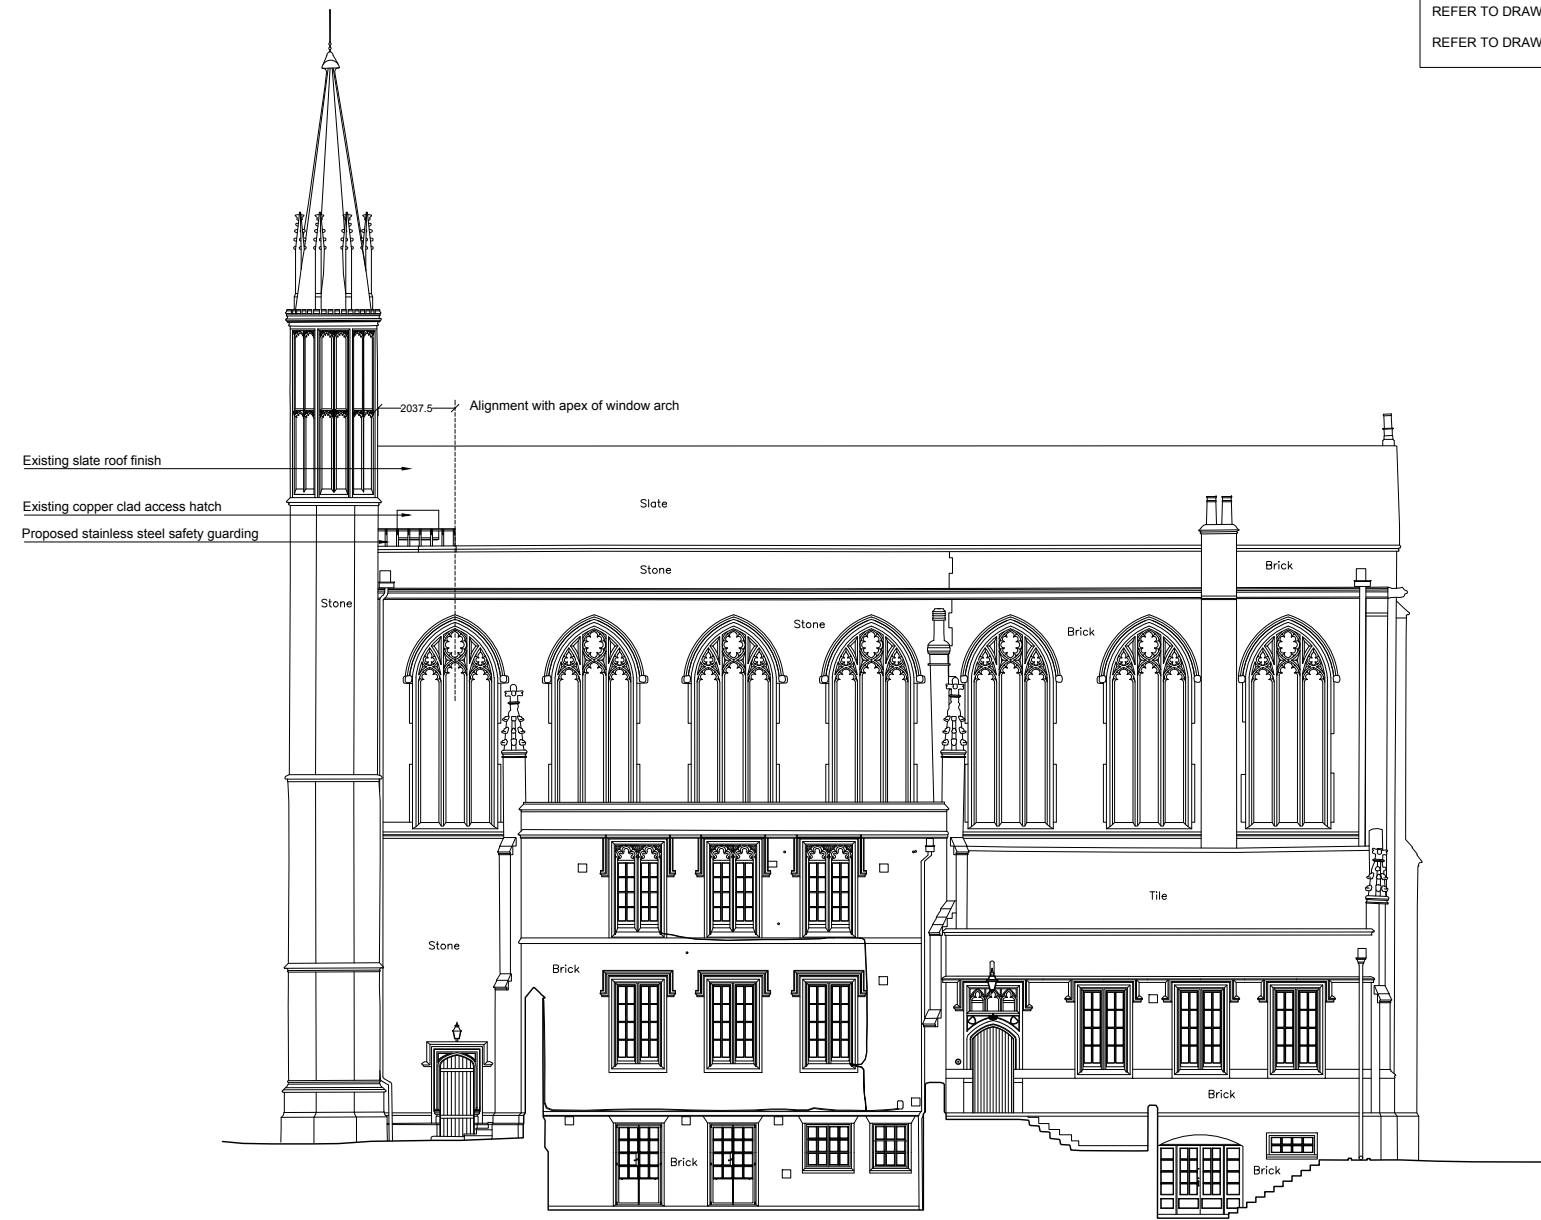 REFER TO DRAW
REFER TO DRAW
2037.5
Alignment with apex of window arch
Existing slate roof finish
Existing copper clad access hatch
Proposed stainless steel safety guarding
Slate
Stone
Brick
Stone
Stone
Brick
Tile
Stone
Brick
Brick
Brick
Brick